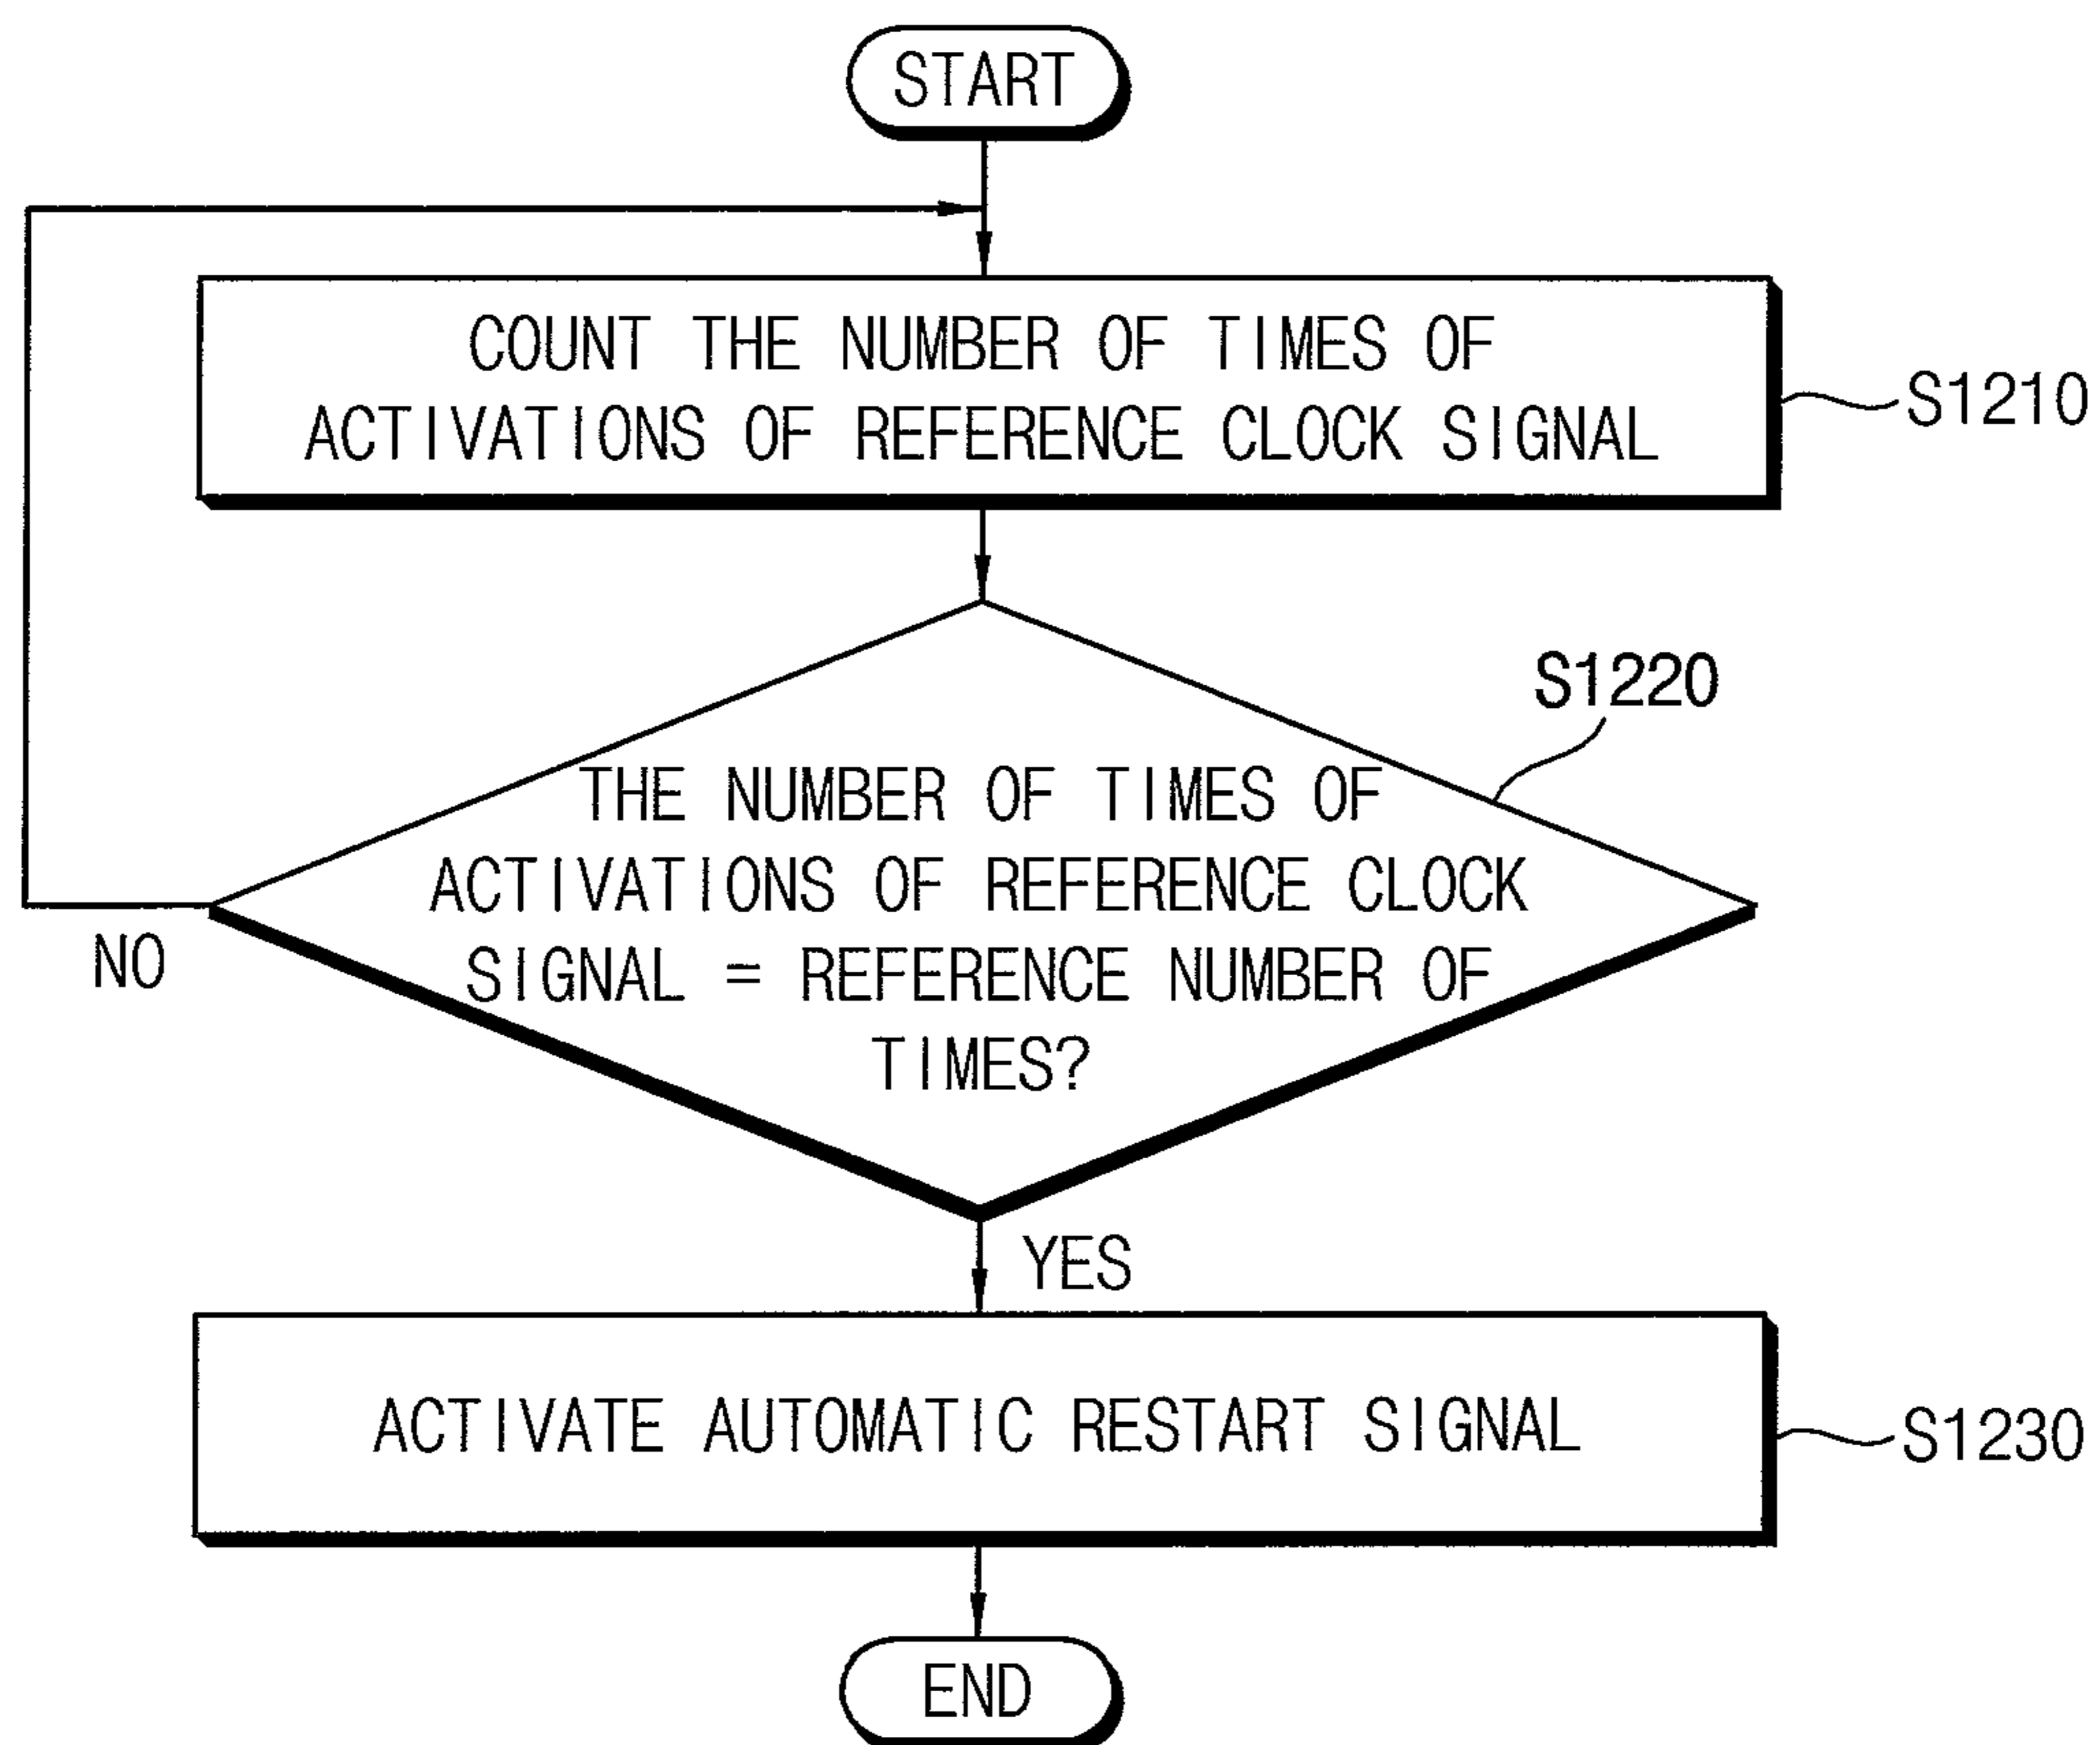 START
COUNT THE NUMBER OF TIMES OF
ACTIVATIONS OF REFERENCE CLOCK SIGNAL
S1210
S1220
THE NUMBER OF TIMES OF
ACTIVATIONS OF REFERENCE CLOCK
SIGNAL = REFERENCE NUMBER OF
TIMES?
NO
YES
ACTIVATE AUTOMATIC RESTART SIGNAL
S1230
END